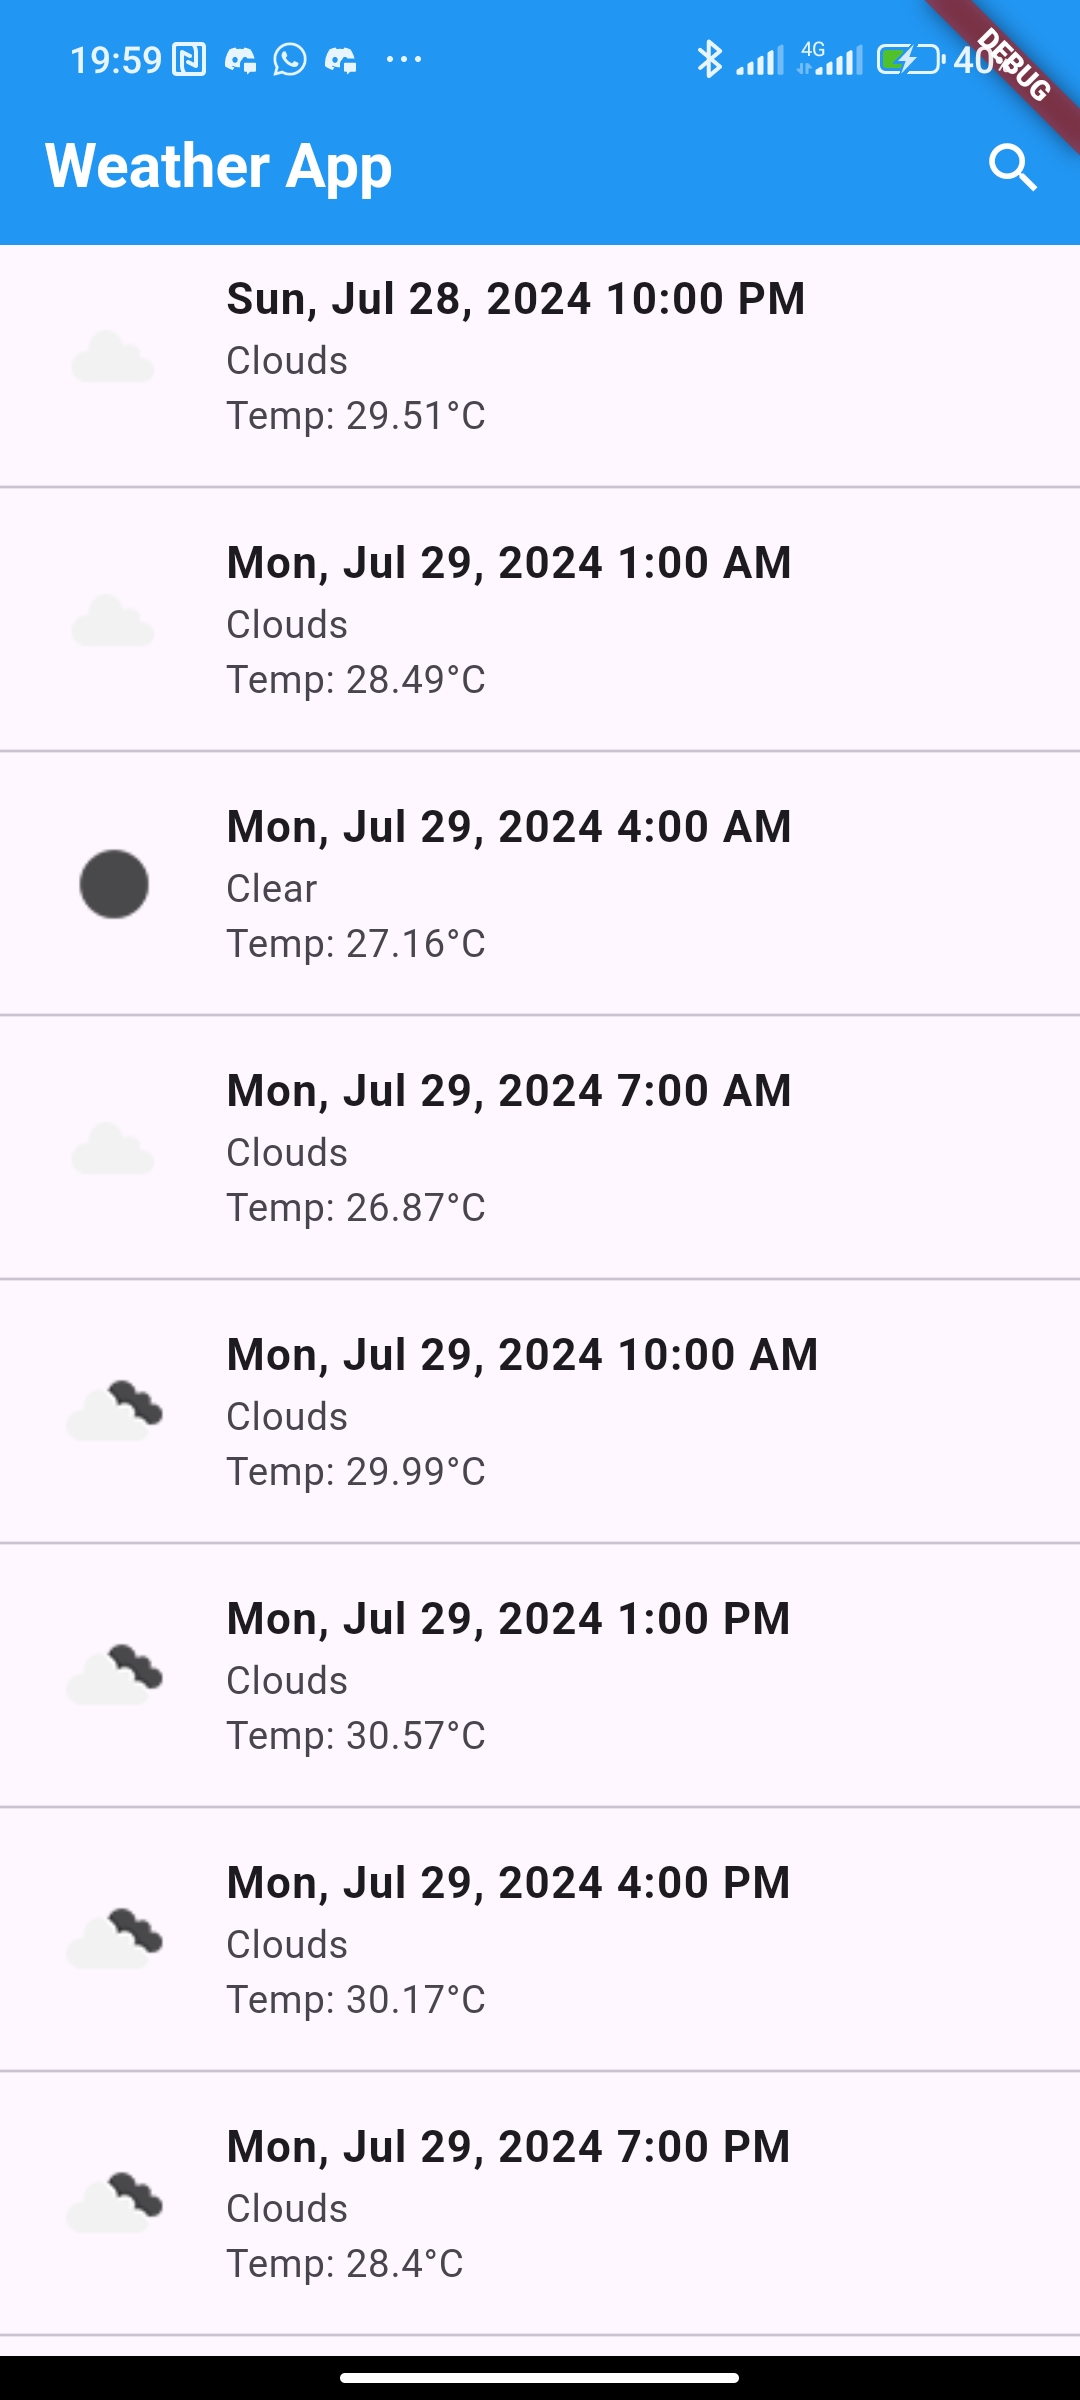 19:59 4G 40
DEBUG
Weather App
Sun, Jul 28, 2024 10:00 PM
Clouds
Temp: 29.51°C
Mon, Jul 29, 2024 1:00 AM
Clouds
Temp: 28.49°C
Mon, Jul 29, 2024 4:00 AM
Clear
Temp: 27.16°C
Mon, Jul 29, 2024 7:00 AM
Clouds
Temp: 26.87°C
Mon, Jul 29, 2024 10:00 AM
Clouds
Temp: 29.99°C
Mon, Jul 29, 2024 1:00 PM
Clouds
Temp: 30.57°C
Mon, Jul 29, 2024 4:00 PM
Clouds
Temp: 30.17°C
Mon, Jul 29, 2024 7:00 PM
Clouds
Temp: 28.4°C